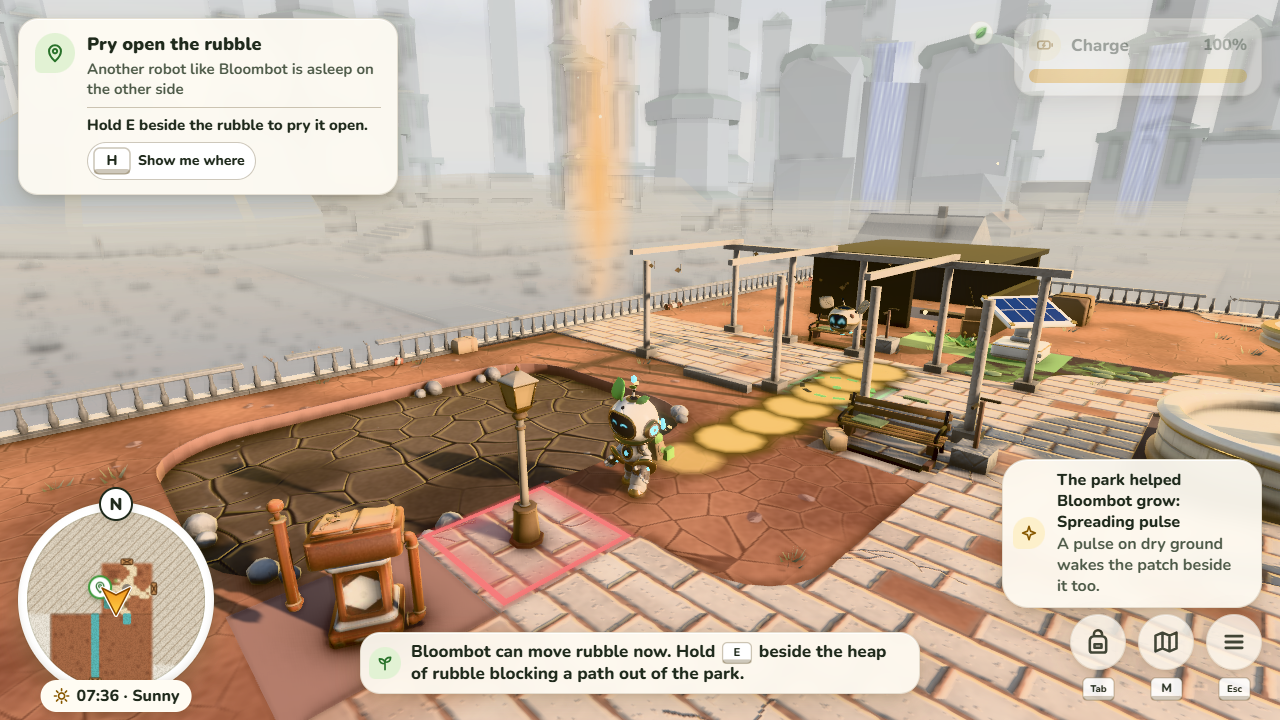 Pry open the rubble
Another robot like Bloombot is asleep on
the other side
Hold E beside the rubble to pry it open.
H Show me where
Charge 100%
N
07:36 · Sunny
The park helped
Bloombot grow:
Spreading pulse
A pulse on dry ground
wakes the patch beside
it too.
Bloombot can move rubble now. Hold E beside the heap
of rubble blocking a path out of the park.
Tab M Esc